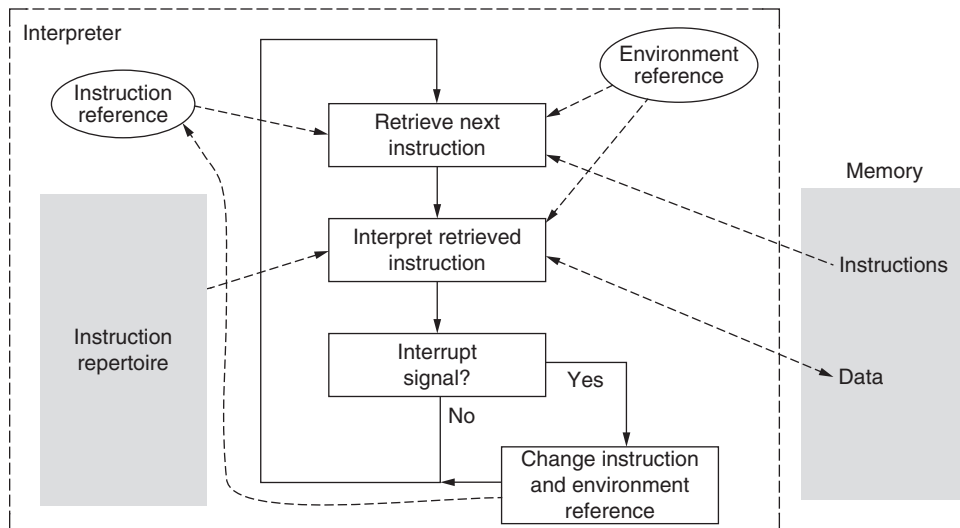 Interpreter
Environment
reference
Instruction
reference
Retrieve next
instruction
Memory
Interpret retrieved
instruction
Instructions
Instruction
repertoire
Interrupt
signal?
Yes
Data
No
Change instruction
and environment
reference